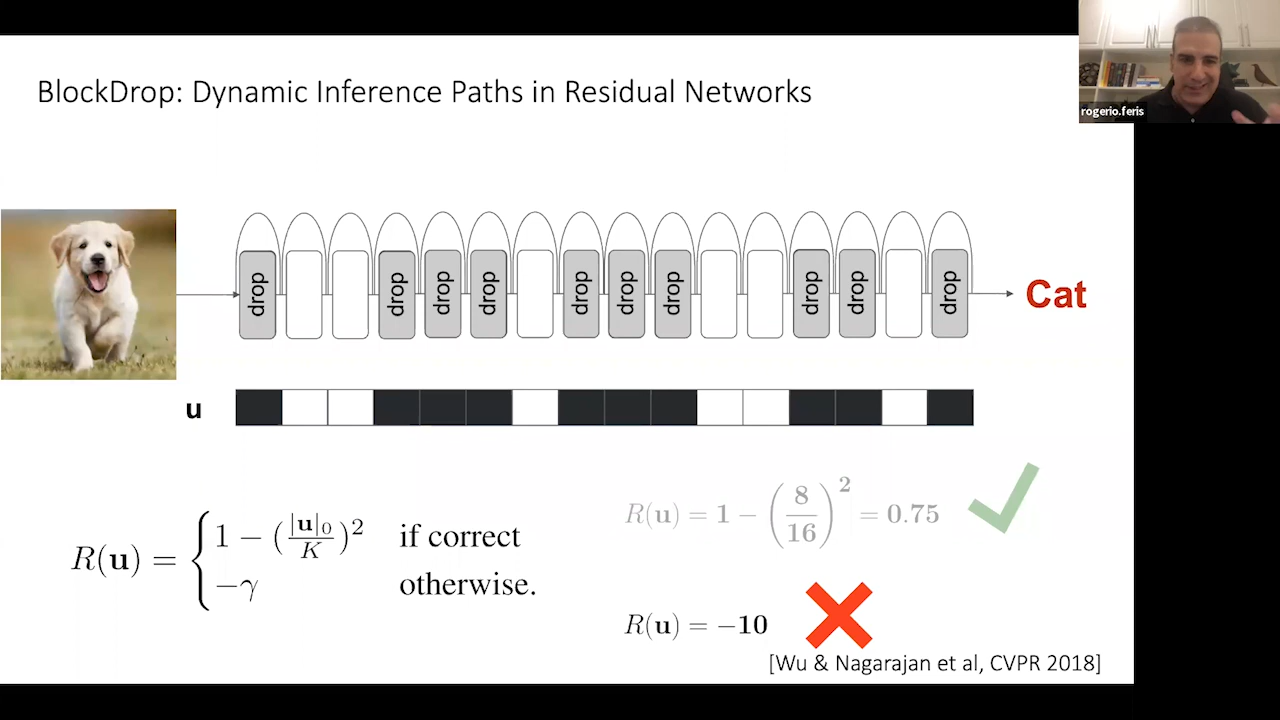 BlockDrop: Dynamic Inference Paths in Residual Networks
rogerio.feris
drop drop drop drop drop drop drop drop drop drop
Cat
u
R(u) = { 1 − (|u|₀/K)² if correct
−γ otherwise.
R(u) = 1 − (8/16)² = 0.75
R(u) = −10
[Wu & Nagarajan et al, CVPR 2018]